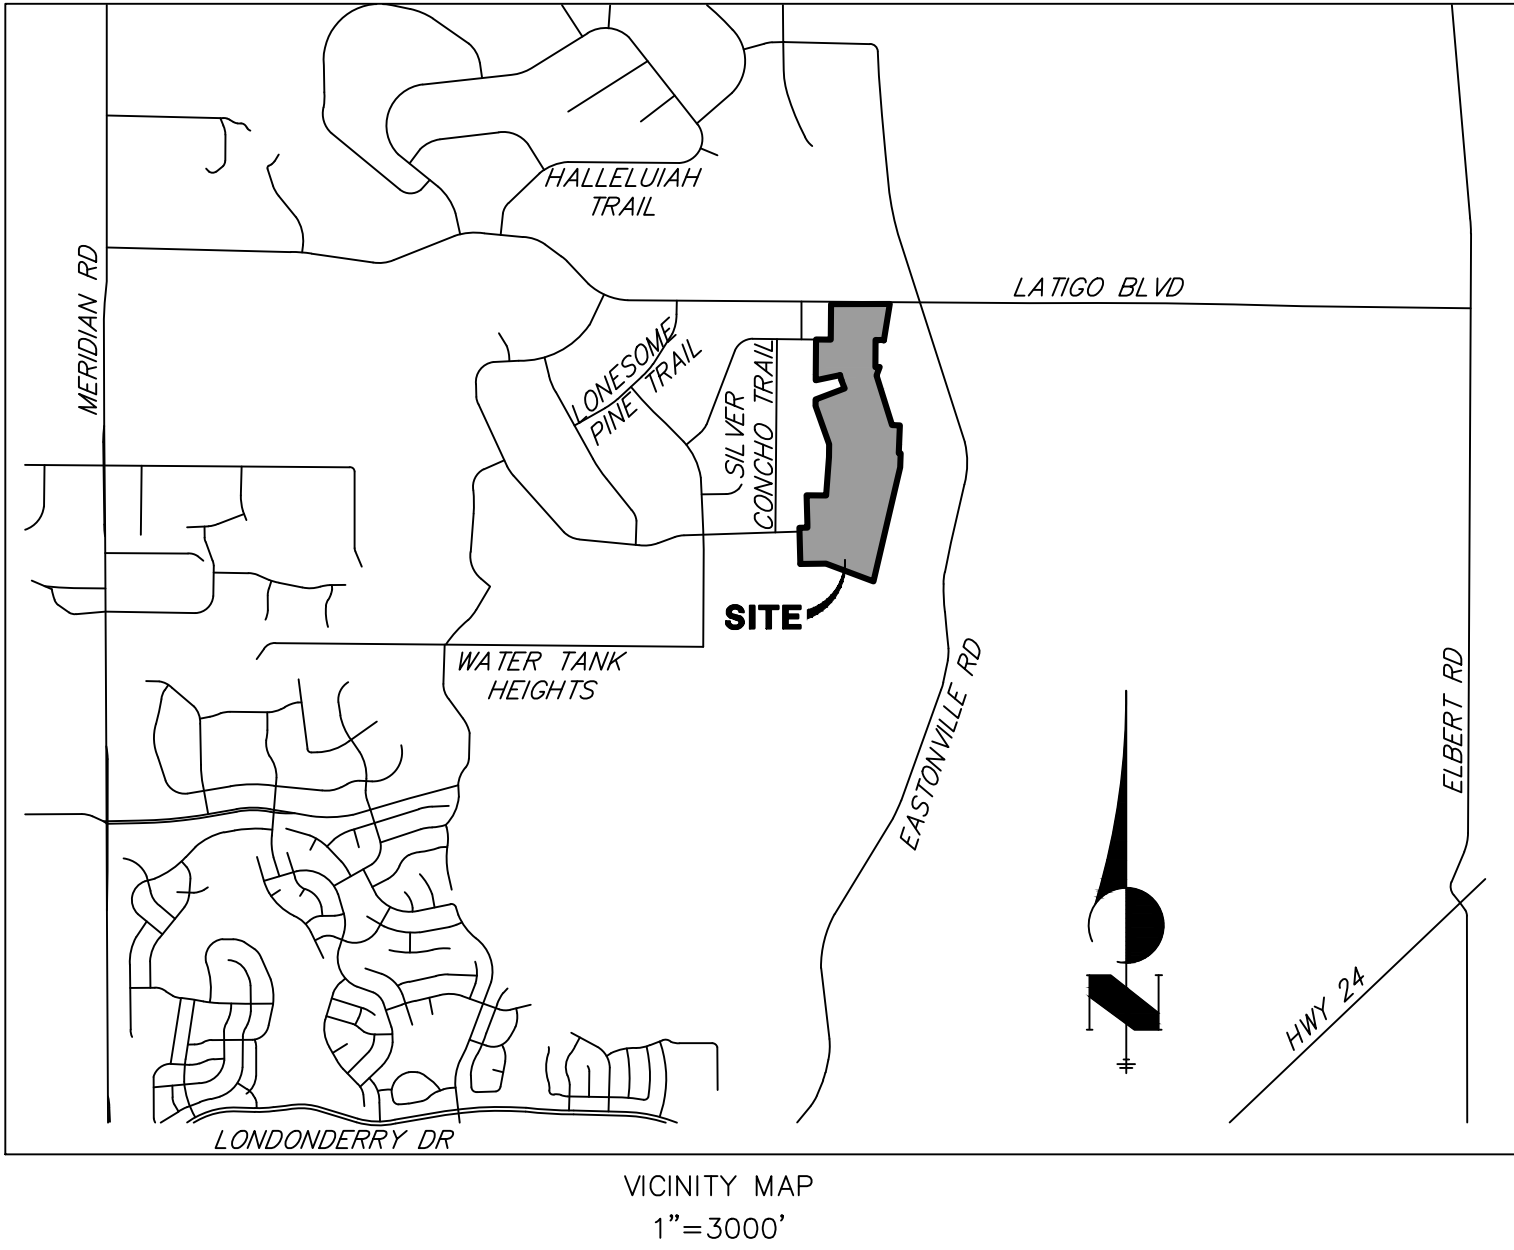 HALLELUIAH
TRAIL
MERIDIAN RD
LATIGO BLVD
LONESOME
PINE TRAIL
SILVER
CONCHO TRAIL
SITE
WATER TANK
HEIGHTS
EASTONVILLE RD
ELBERT RD
HWY 24
N
LONDONDERRY DR
VICINITY MAP
1"=3000'